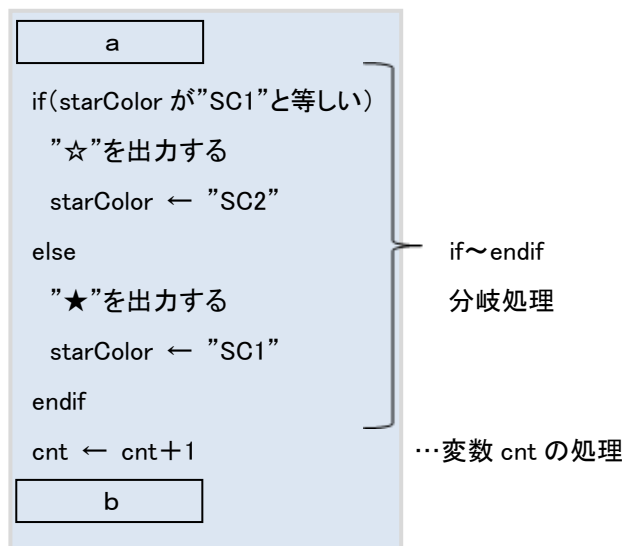 a
if(starColor が”SC1”と等しい)
”☆”を出力する
starColor ← ”SC2”
else
”★”を出力する
starColor ← ”SC1”
endif
if~endif
分岐処理
cnt ← cnt+1
…変数 cnt の処理
b